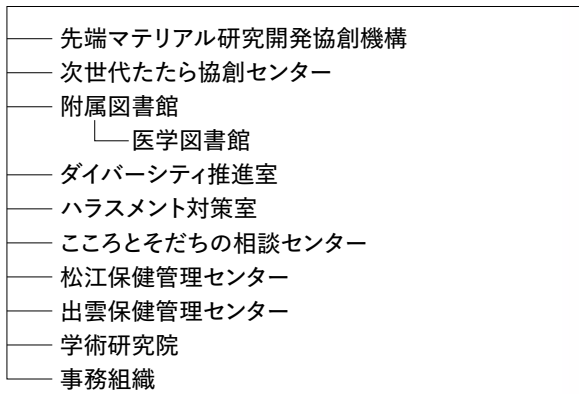 先端マテリアル研究開発協創機構
次世代たたら協創センター
附属図書館
医学図書館
ダイバーシティ推進室
ハラスメント対策室
こころとそだちの相談センター
松江保健管理センター
出雲保健管理センター
学術研究院
事務組織